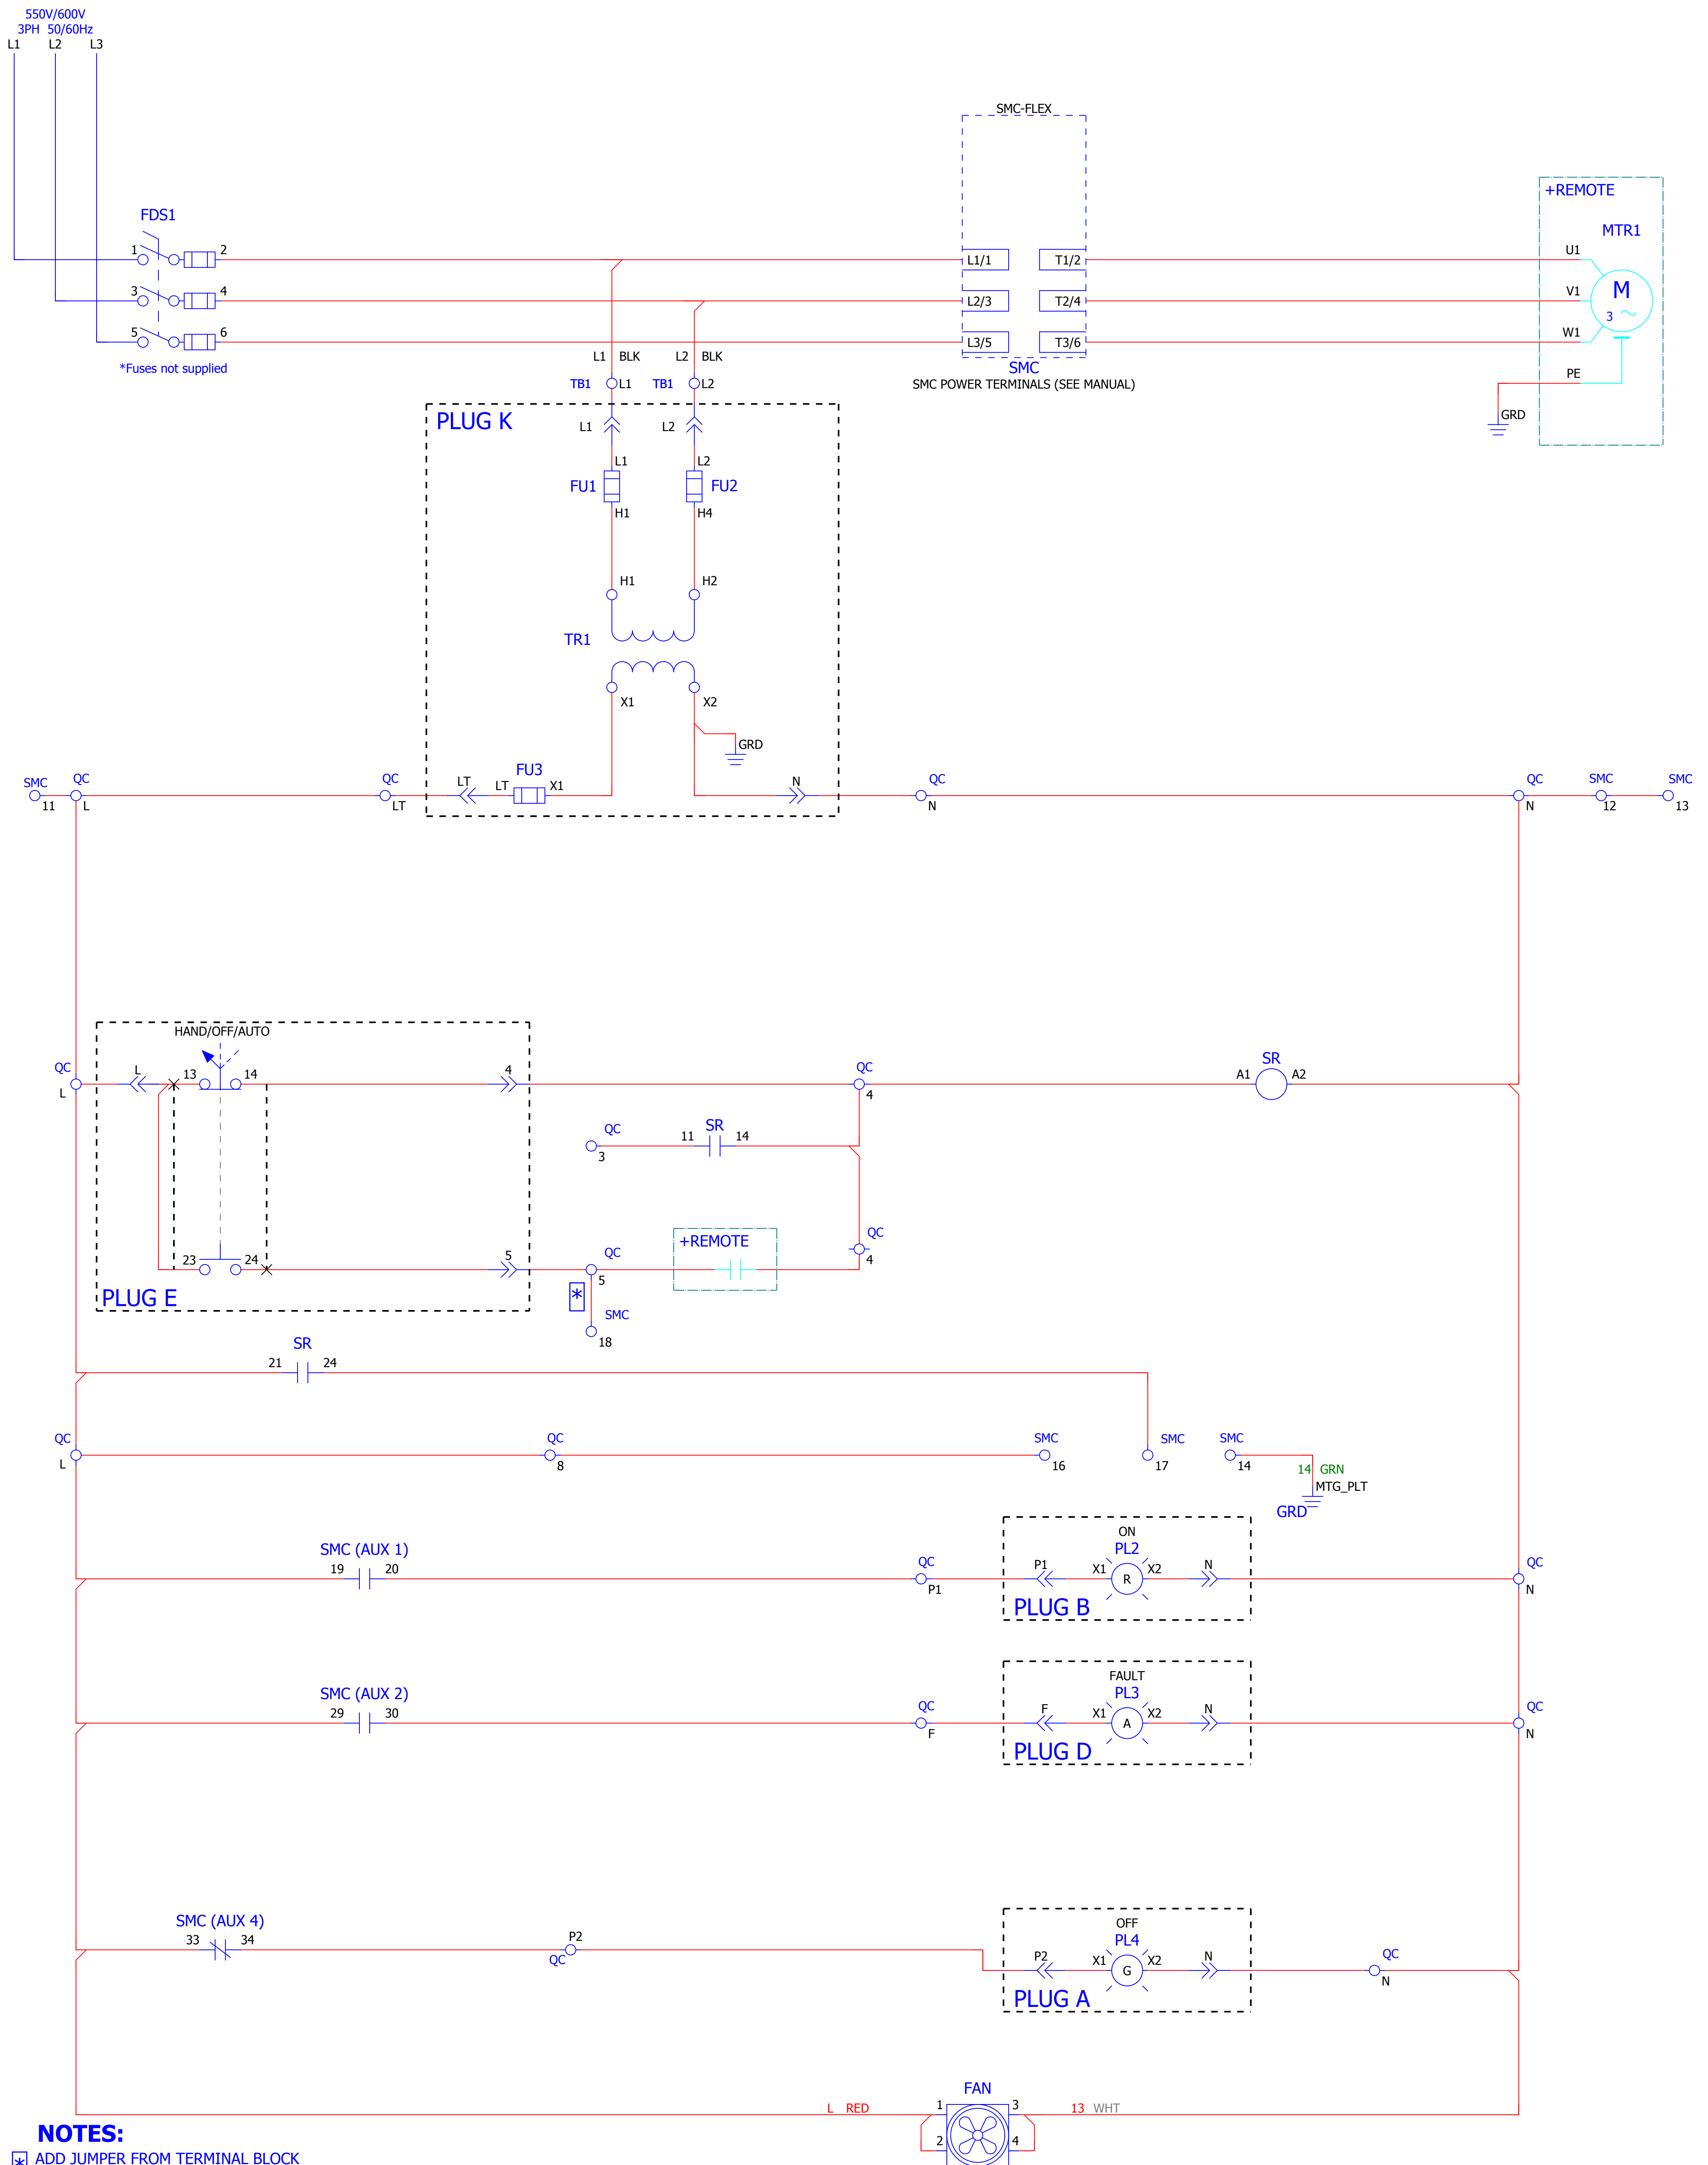 550V/600V
3PH 50/60Hz
L1 L2 L3
SMC-FLEX
+REMOTE
MTR1
FDS1
1 2
3 4
5 6
*Fuses not supplied
L1/1 T1/2
L2/3 T2/4
L3/5 T3/6
SMC
SMC POWER TERMINALS (SEE MANUAL)
U1
V1
W1
PE
M
3
GRD
L1 BLK L2 BLK
TB1 L1 TB1 L2
PLUG K
L1 L2
L1 L2
FU1 FU2
H1 H4
H1 H2
TR1
X1 X2
GRD
FU3
SMC QC QC LT LT X1 N QC QC SMC SMC
11 L LT N N 12 13
HAND/OFF/AUTO
QC L 13 14 4 QC SR
L 4 A1 A2
QC 11 SR 14
3
QC
4
+REMOTE
23 24 5 QC
5
PLUG E
*
SMC
18
SR
21 24
QC QC SMC SMC SMC
L 8 16 17 14
14 GRN
MTG_PLT
GRD
ON
SMC (AUX 1) PL2
19 20 QC P1 X1 R X2 N QC
P1 N
PLUG B
FAULT
SMC (AUX 2) PL3
29 30 QC F X1 A X2 N QC
F N
PLUG D
OFF
SMC (AUX 4) PL4
33 34 P2 P2 X1 G X2 N QC
QC N
PLUG A
FAN
L RED 1 3 13 WHT
2 4
NOTES:
* ADD JUMPER FROM TERMINAL BLOCK